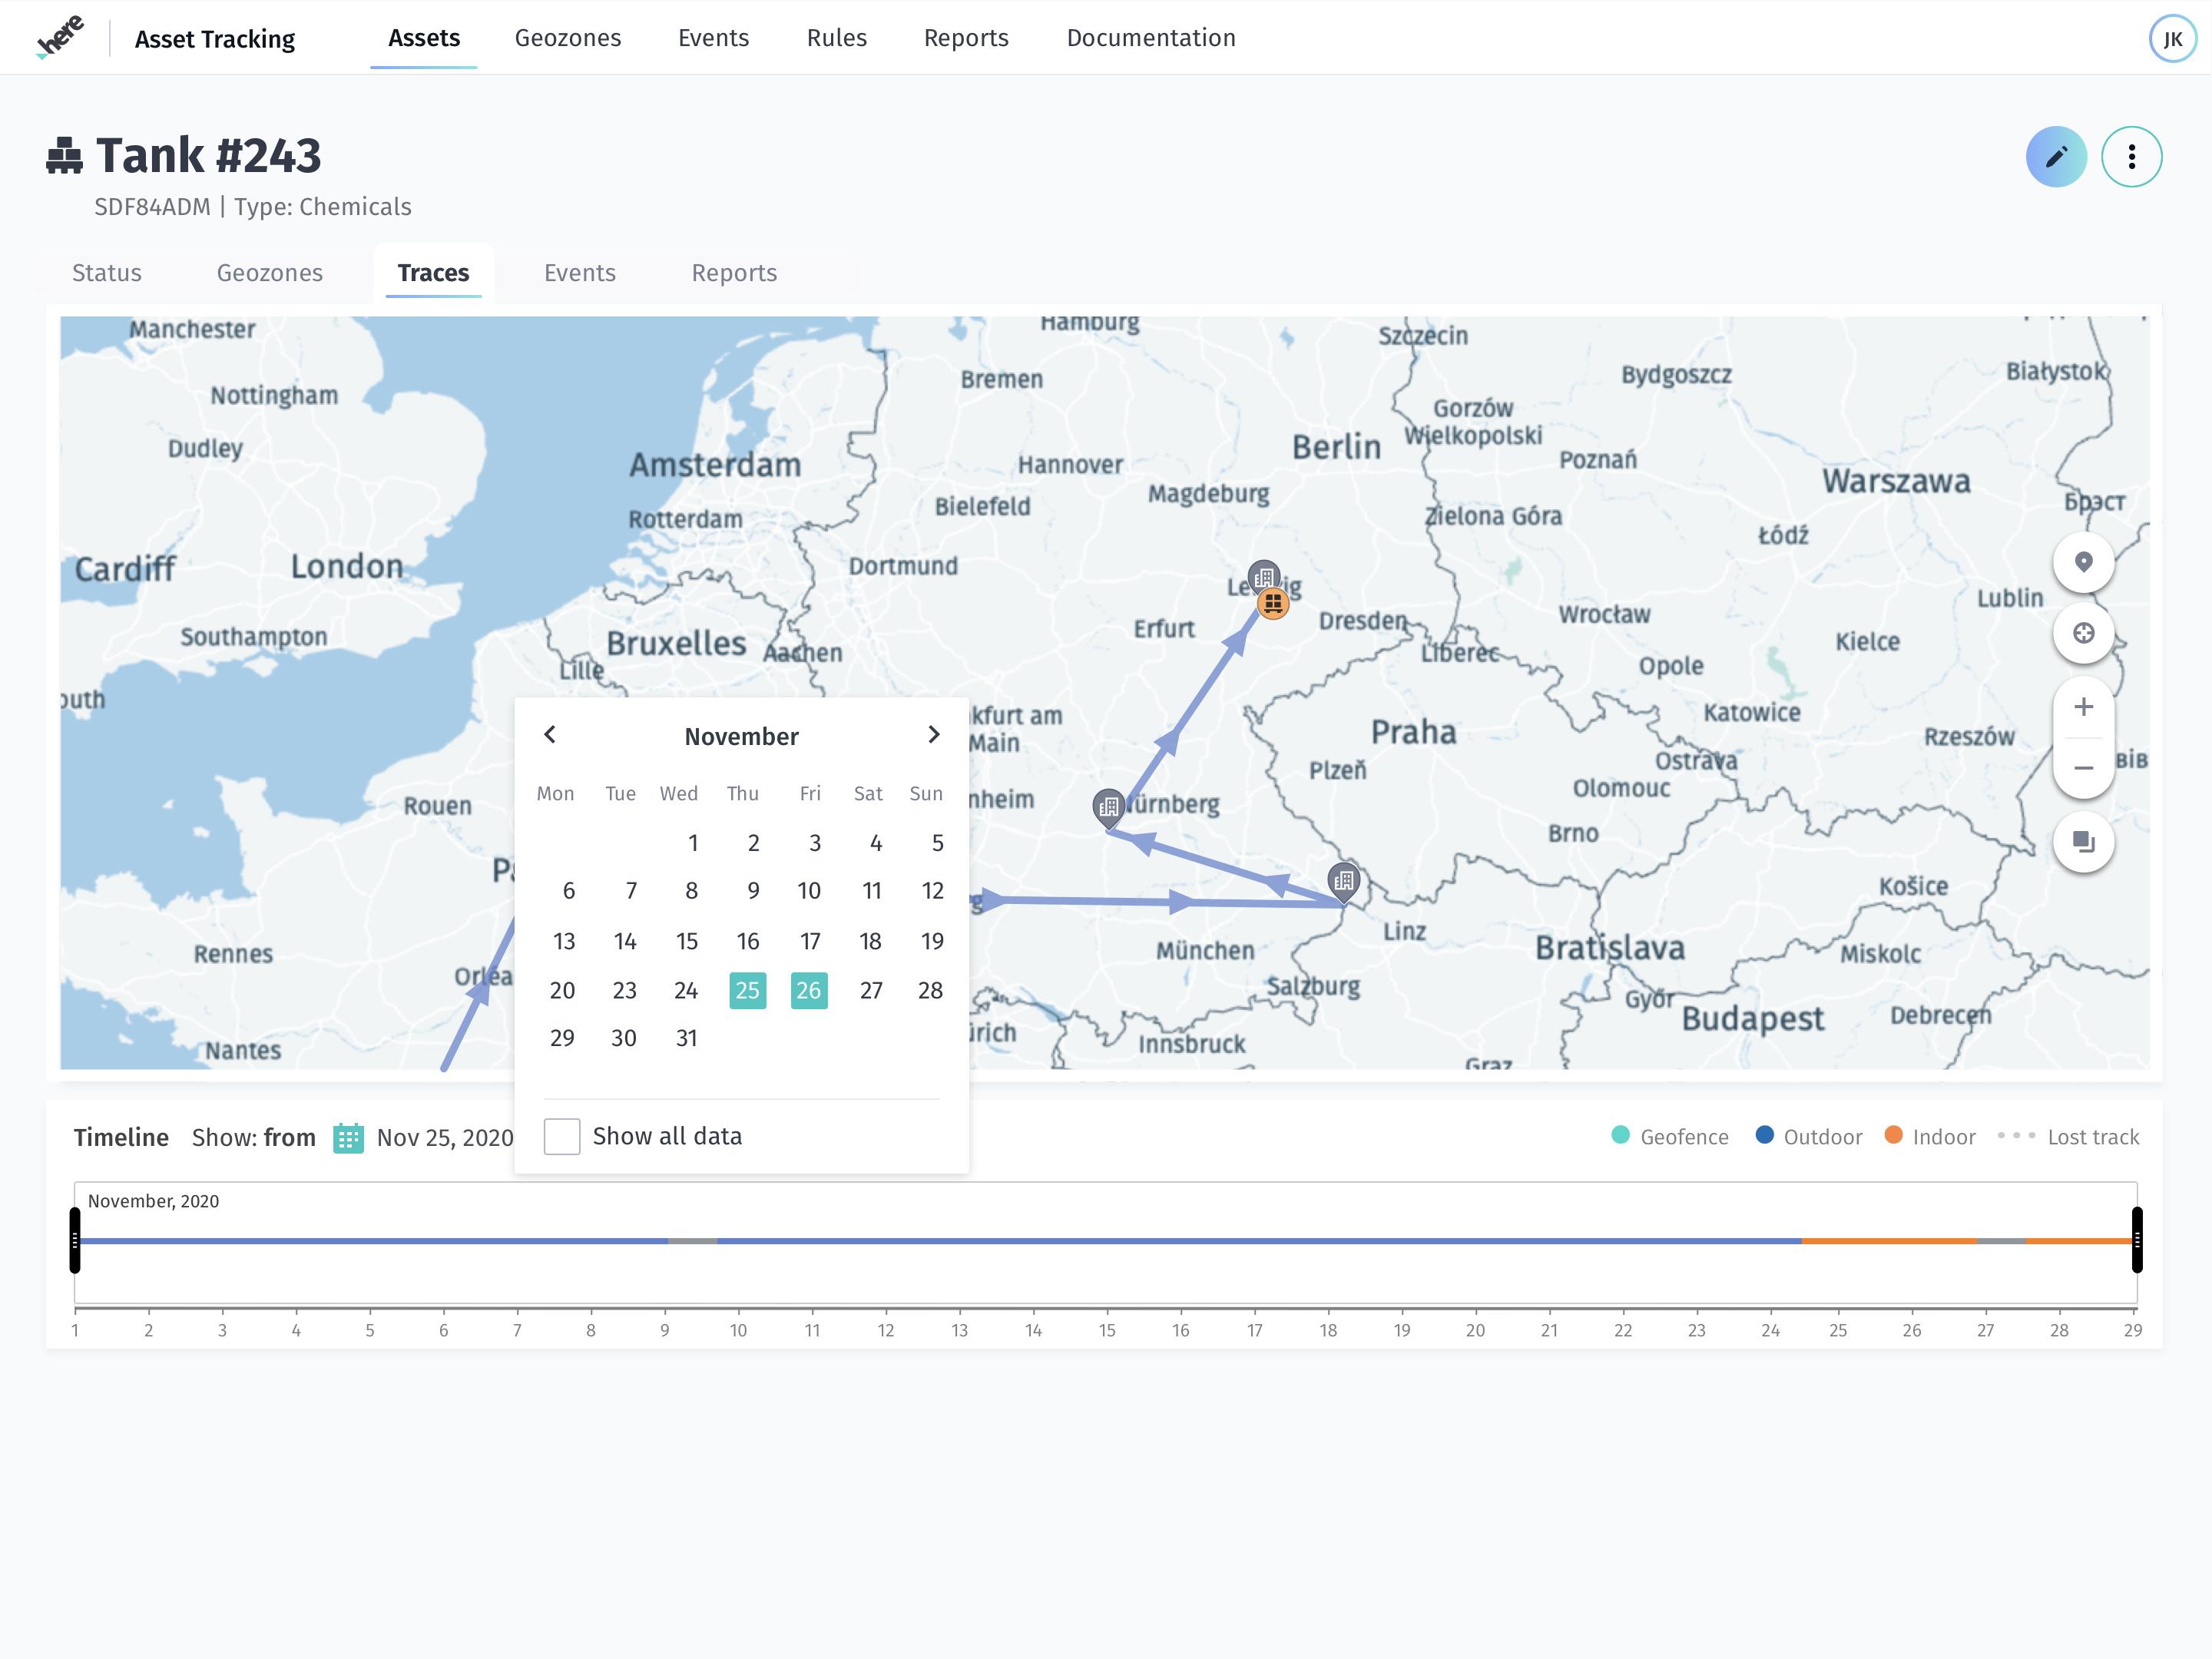 here Asset Tracking Assets Geozones Events Rules Reports Documentation JK
Tank #243
SDF84ADM | Type: Chemicals
Status Geozones Traces Events Reports
Manchester
Hamburg
Szczecin
Bydgoszcz
Białystok
Bremen
Nottingham
Gorzów
Wielkopolski
Dudley
Berlin
Poznań
Amsterdam
Hannover
Warszawa
Magdeburg
Bielefeld
Брэст
Rotterdam
Zielona Góra
Łódź
Cardiff
London
Dortmund
Lublin
Wrocław
Erfurt
Dresden
Southampton
Bruxelles
Aachen
Liberec
Kielce
Lille
Opole
outh
kfurt am
Main
Katowice
Praha
Rzeszów
Plzeň
Ostrava
Olomouc
nheim
ürnberg
Rouen
Brno
Košice
Rennes
Linz
München
Bratislava
Miskolc
Orléa
Salzburg
Győr
Budapest
Debrecen
ürich
Innsbruck
Nantes
Graz
November
Mon Tue Wed Thu Fri Sat Sun
1 2 3 4 5
6 7 8 9 10 11 12
13 14 15 16 17 18 19
20 23 24 25 26 27 28
29 30 31
Show all data
Timeline Show: from Nov 25, 2020
Geofence Outdoor Indoor Lost track
November, 2020
1 2 3 4 5 6 7 8 9 10 11 12 13 14 15 16 17 18 19 20 21 22 23 24 25 26 27 28 29